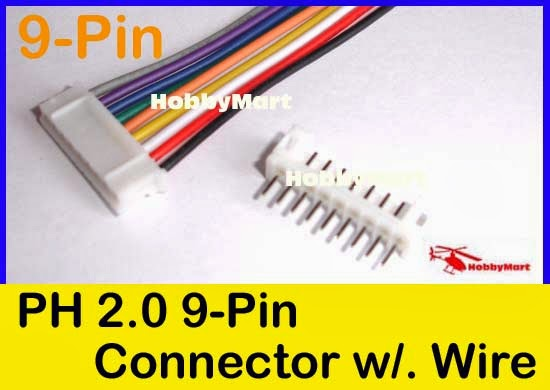 9-Pin
HobbyMart
HobbyMart
HobbyMart
PH 2.0 9-Pin
Connector w/. Wire